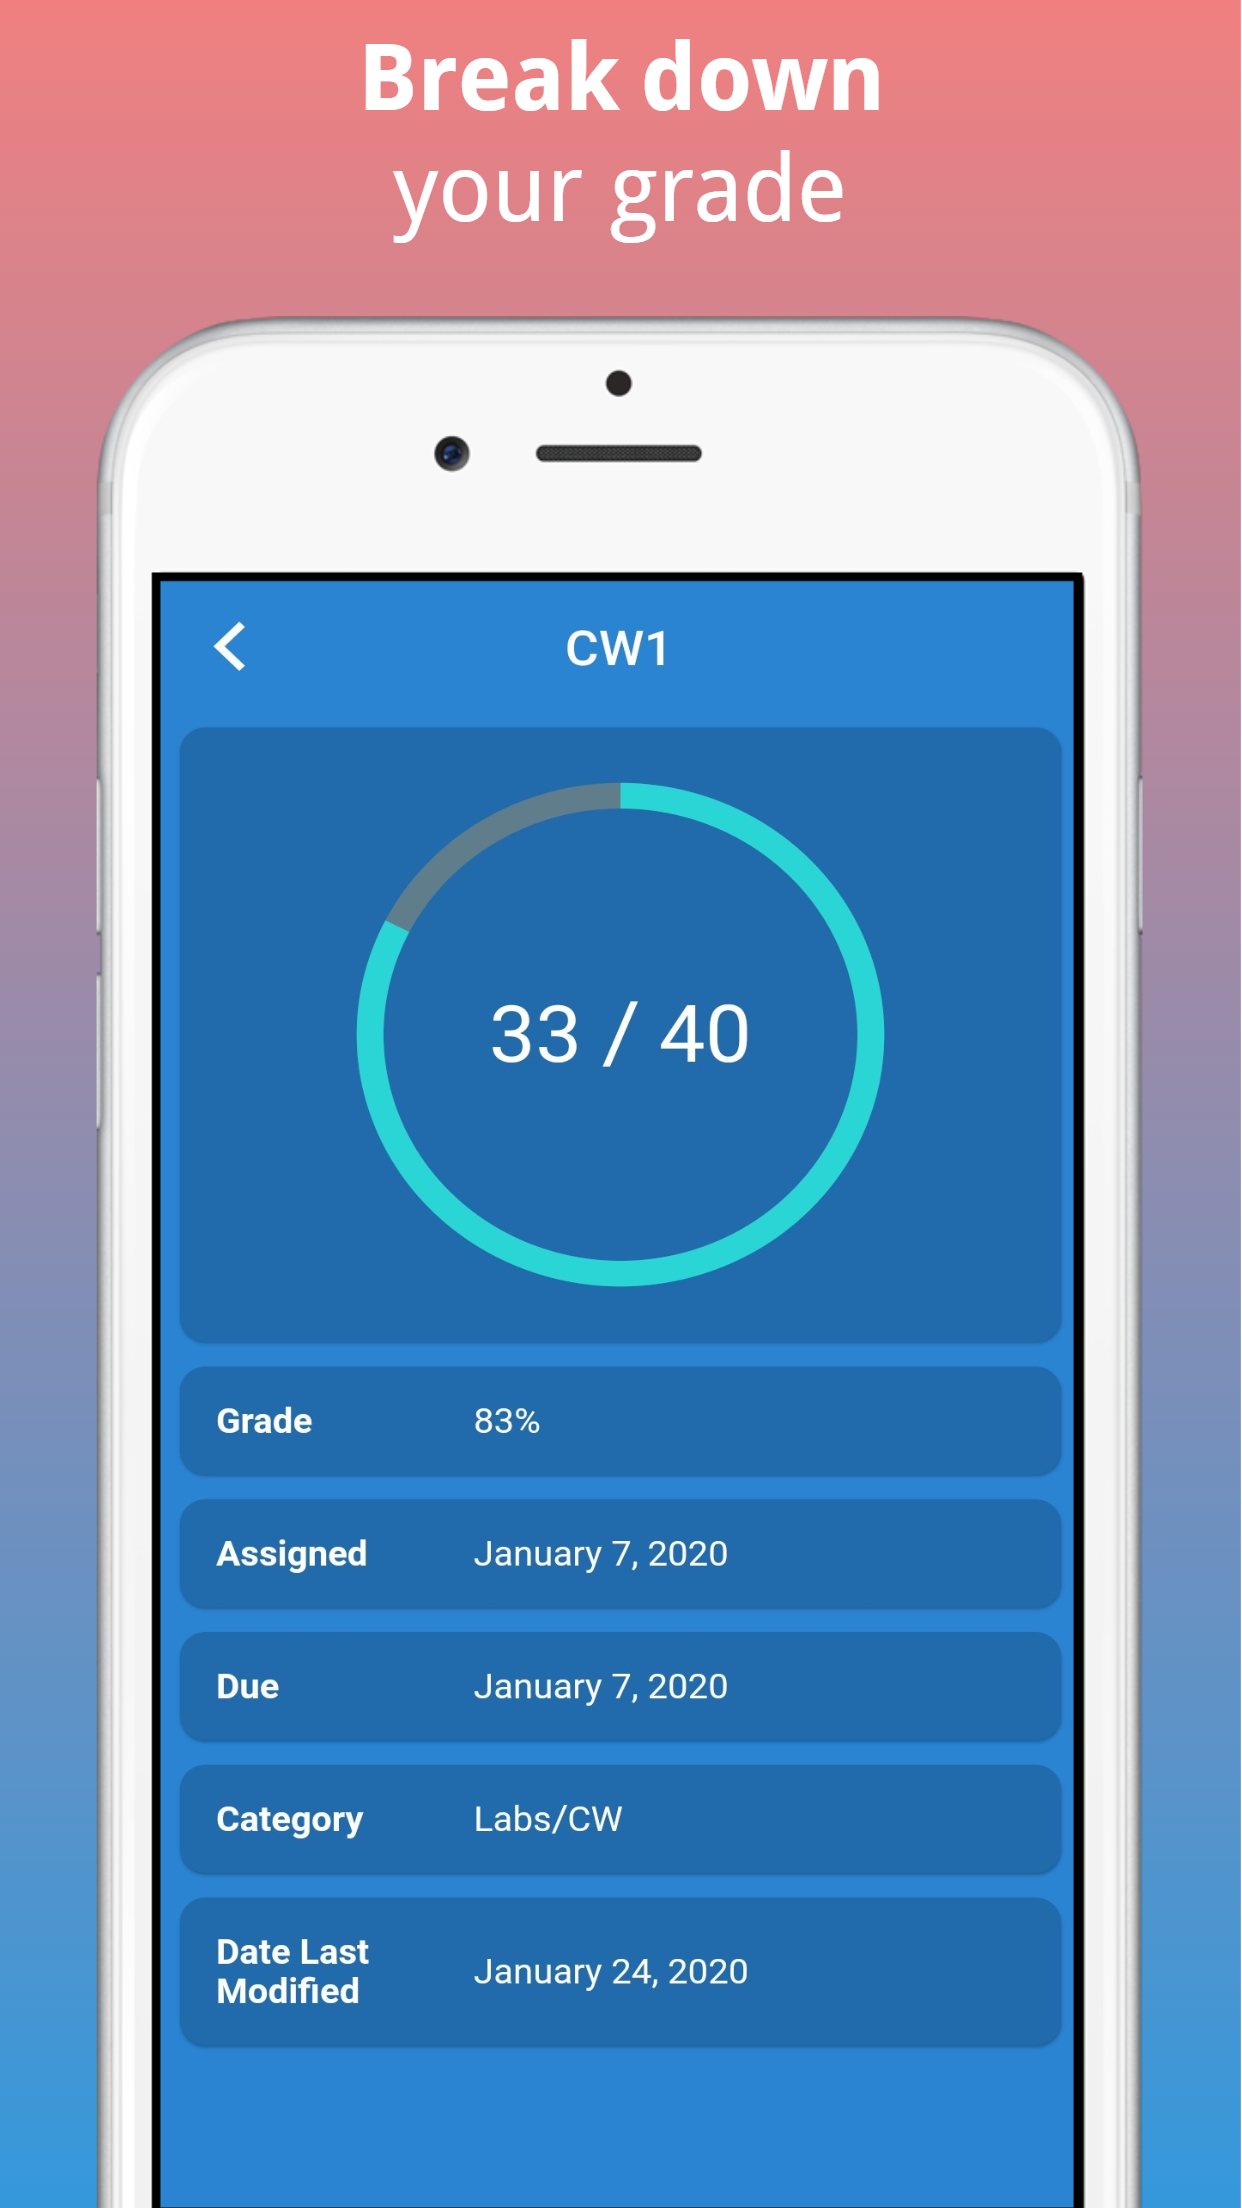 Break down
your grade
CW1
33 / 40
Grade 83%
Assigned January 7, 2020
Due January 7, 2020
Category Labs/CW
Date Last
Modified
January 24, 2020